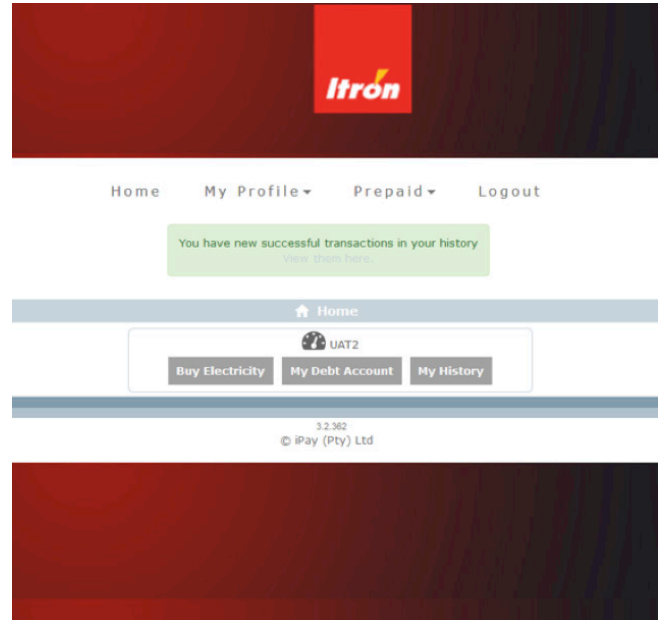 Itron
Home My Profile Prepaid Logout
You have new successful transactions in your history
View them here.
Home
UAT2
Buy Electricity My Debt Account My History
3.2.362
© iPay (Pty) Ltd